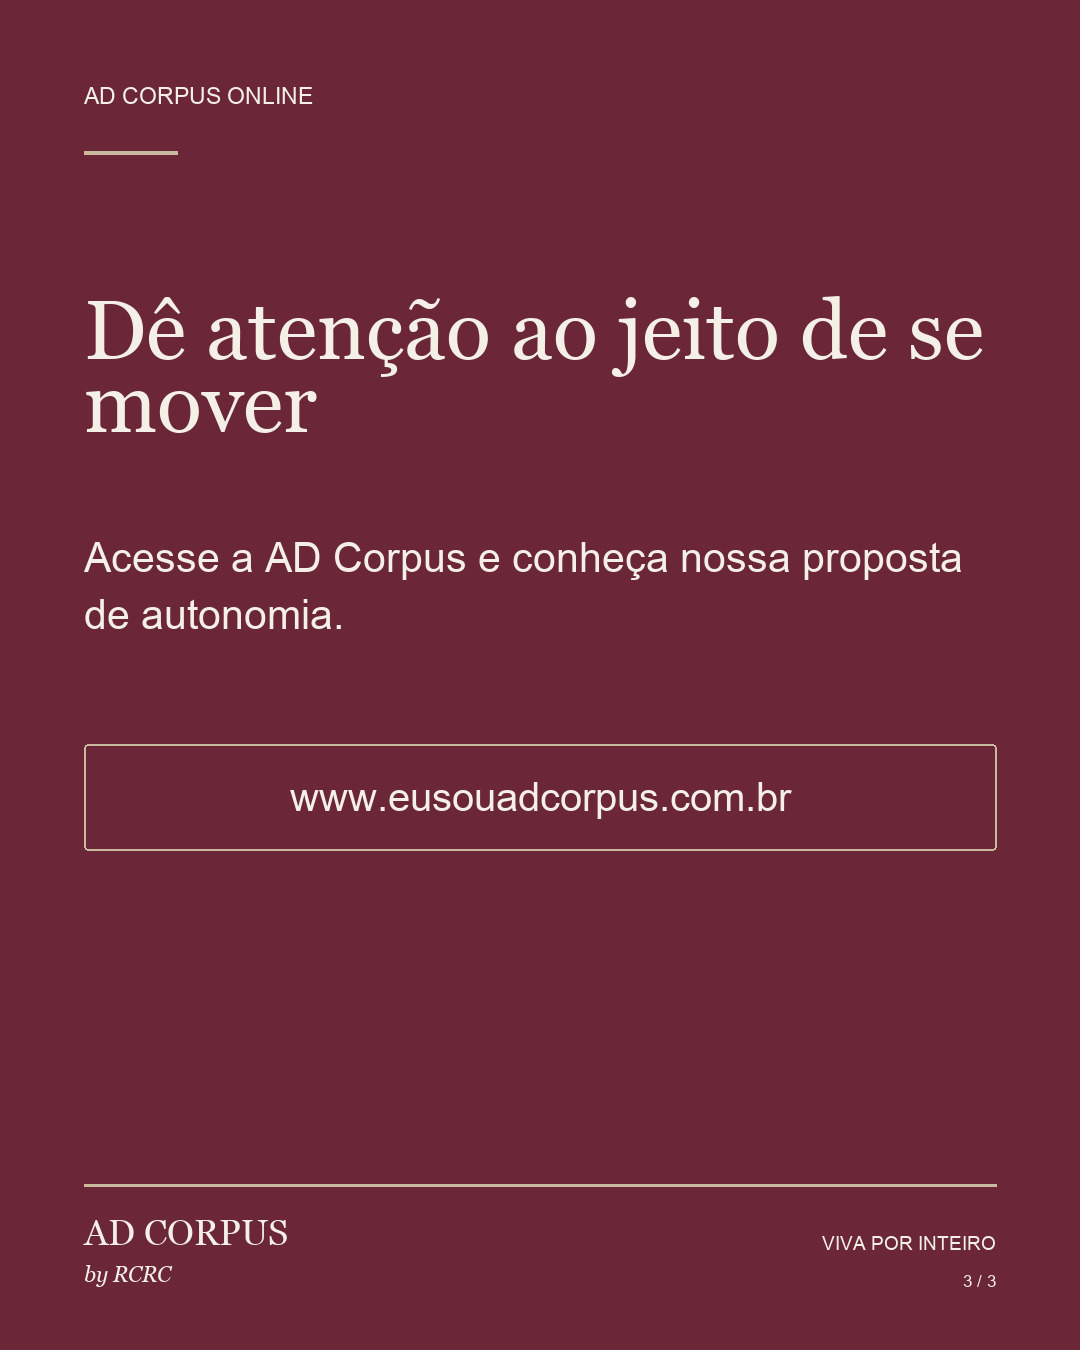 AD CORPUS ONLINE
Dê atenção ao jeito de se
mover
Acesse a AD Corpus e conheça nossa proposta
de autonomia.
www.eusouadcorpus.com.br
AD CORPUS
by RCRC
VIVA POR INTEIRO
3 / 3